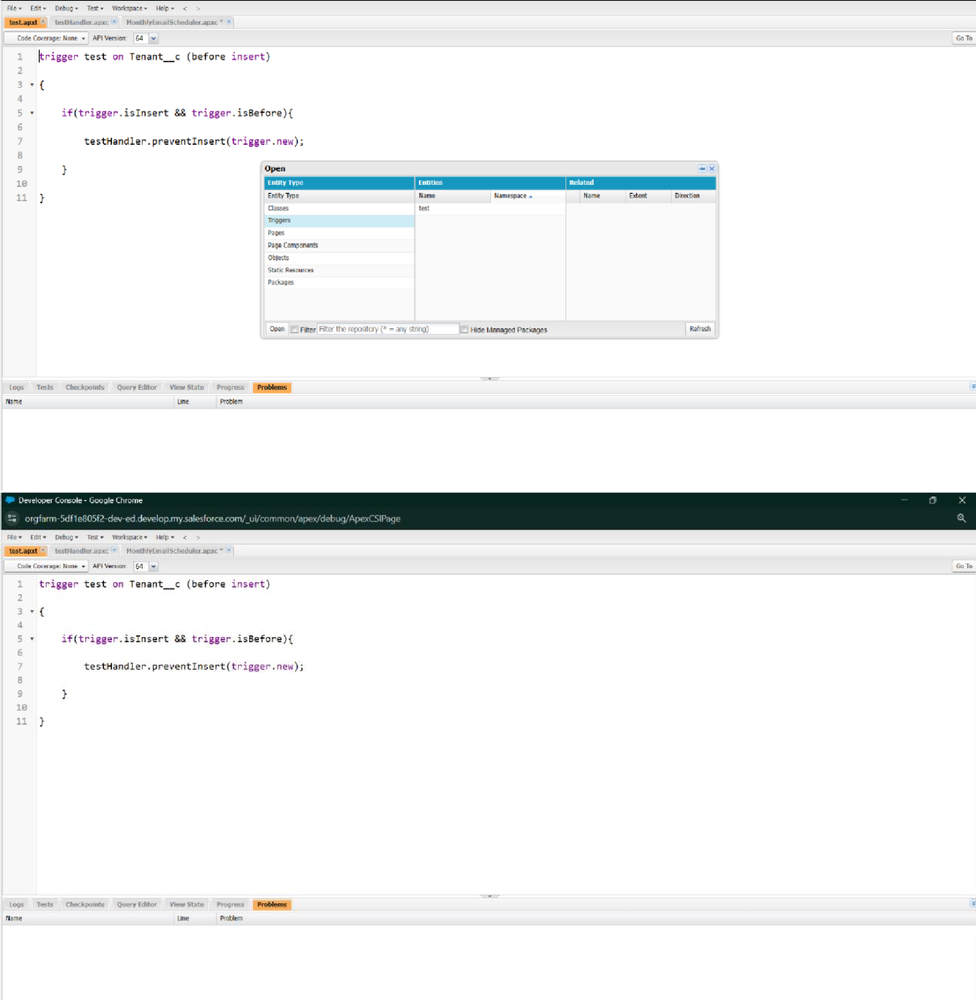 File Edit Debug Test Workspace Help < >
test.apxt testHandler.apxc MonthlyEmailScheduler.apxc *
Code Coverage: None API Version: 64 Go To
1 trigger test on Tenant__c (before insert)
2
3 {
4
5 if(trigger.isInsert && trigger.isBefore){
6
7 testHandler.preventInsert(trigger.new);
8
9 }
10
11 }
Open
Entity Type Entities Related
Entity Type Name Namespace Name Extent Direction
Classes test
Triggers
Pages
Page Components
Objects
Static Resources
Packages
Open Filter Filter the repository (* = any string) Hide Managed Packages Refresh
Logs Tests Checkpoints Query Editor View State Progress Problems
Name Line Problem
Developer Console - Google Chrome
orgfarm-5df1e805f2-dev-ed.develop.my.salesforce.com/_ui/common/apex/debug/ApexCSIPage
File Edit Debug Test Workspace Help < >
test.apxt testHandler.apxc MonthlyEmailScheduler.apxc *
Code Coverage: None API Version: 64 Go To
1 trigger test on Tenant__c (before insert)
2
3 {
4
5 if(trigger.isInsert && trigger.isBefore){
6
7 testHandler.preventInsert(trigger.new);
8
9 }
10
11 }
Logs Tests Checkpoints Query Editor View State Progress Problems
Name Line Problem